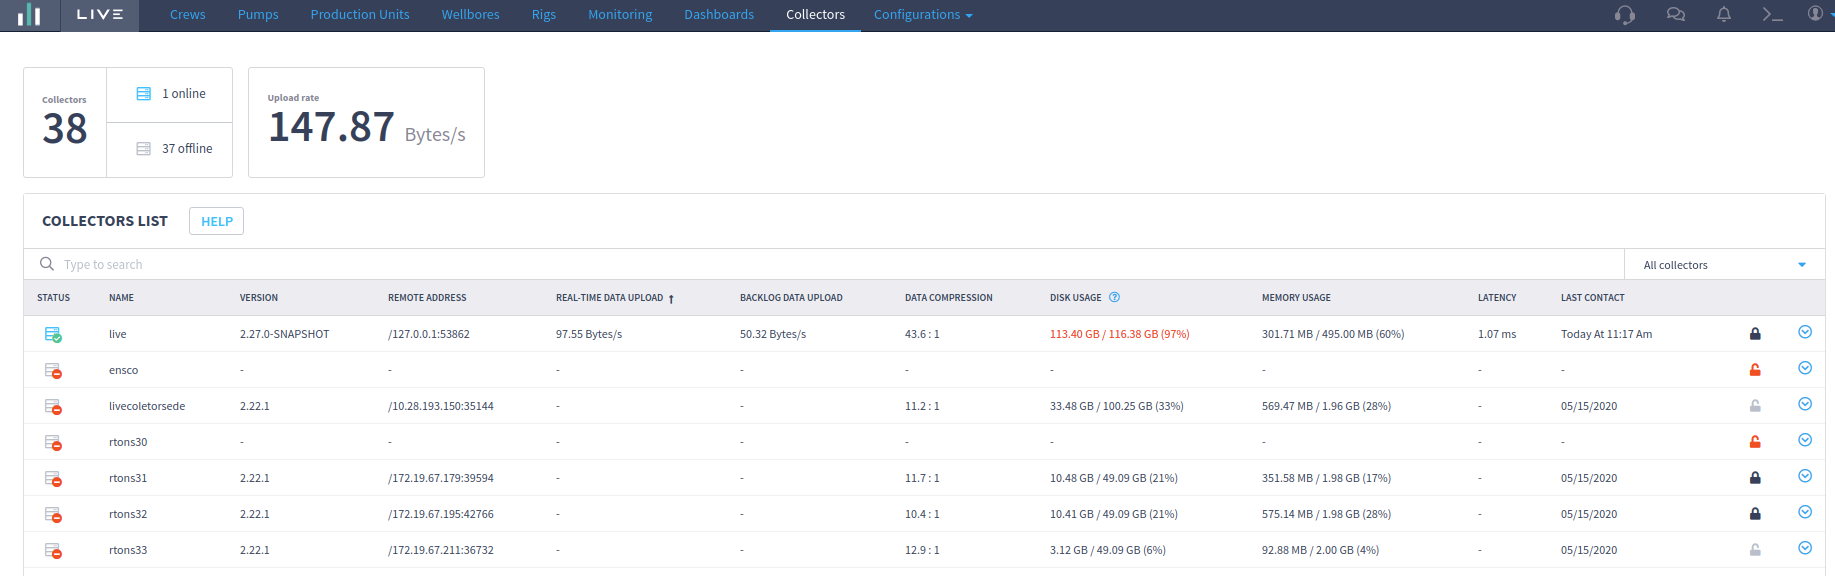 LIVE Crews Pumps Production Units Wellbores Rigs Monitoring Dashboards Collectors Configurations
Collectors
38
1 online
37 offline
Upload rate
147.87 Bytes/s
COLLECTORS LIST HELP
Type to search All collectors
STATUS NAME VERSION REMOTE ADDRESS REAL-TIME DATA UPLOAD ↑ BACKLOG DATA UPLOAD DATA COMPRESSION DISK USAGE ? MEMORY USAGE LATENCY LAST CONTACT
live 2.27.0-SNAPSHOT /127.0.0.1:53862 97.55 Bytes/s 50.32 Bytes/s 43.6 : 1 113.40 GB / 116.38 GB (97%) 301.71 MB / 495.00 MB (60%) 1.07 ms Today At 11:17 Am
ensco - - - - - - - - -
livecoletorsede 2.22.1 /10.28.193.150:35144 - - 11.2 : 1 33.48 GB / 100.25 GB (33%) 569.47 MB / 1.96 GB (28%) - 05/15/2020
rtons30 - - - - - - - - -
rtons31 2.22.1 /172.19.67.179:39594 - - 11.7 : 1 10.48 GB / 49.09 GB (21%) 351.58 MB / 1.98 GB (17%) - 05/15/2020
rtons32 2.22.1 /172.19.67.195:42766 - - 10.4 : 1 10.41 GB / 49.09 GB (21%) 575.14 MB / 1.98 GB (28%) - 05/15/2020
rtons33 2.22.1 /172.19.67.211:36732 - - 12.9 : 1 3.12 GB / 49.09 GB (6%) 92.88 MB / 2.00 GB (4%) - 05/15/2020